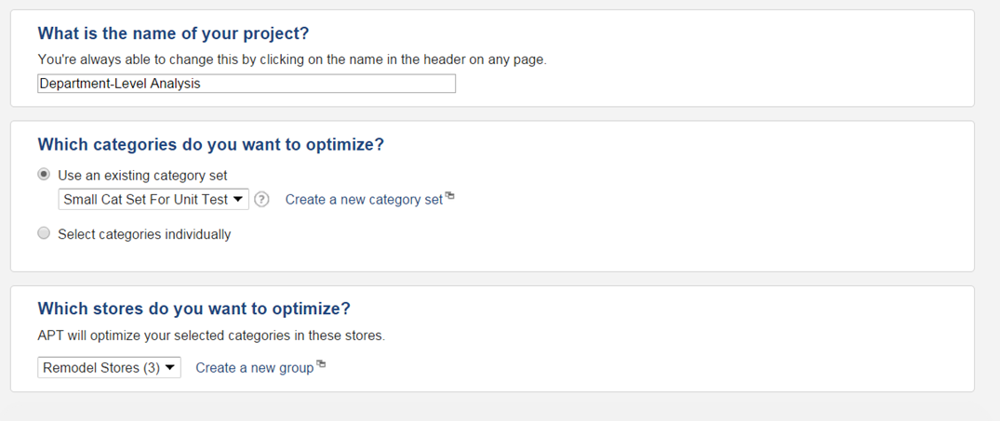 What is the name of your project?
You're always able to change this by clicking on the name in the header on any page.
Department-Level Analysis
Which categories do you want to optimize?
Use an existing category set
Small Cat Set For Unit Test ? Create a new category set
Select categories individually
Which stores do you want to optimize?
APT will optimize your selected categories in these stores.
Remodel Stores (3) Create a new group